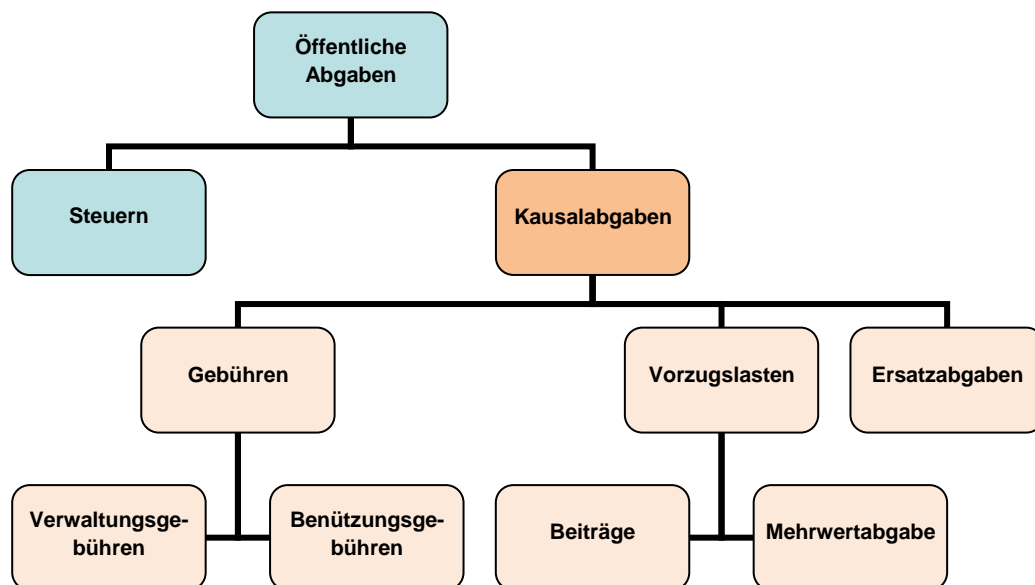 Öffentliche
Abgaben
Steuern
Kausalabgaben
Gebühren
Vorzugslasten
Ersatzabgaben
Verwaltungsge-
bühren
Benützungsge-
bühren
Beiträge
Mehrwertabgabe